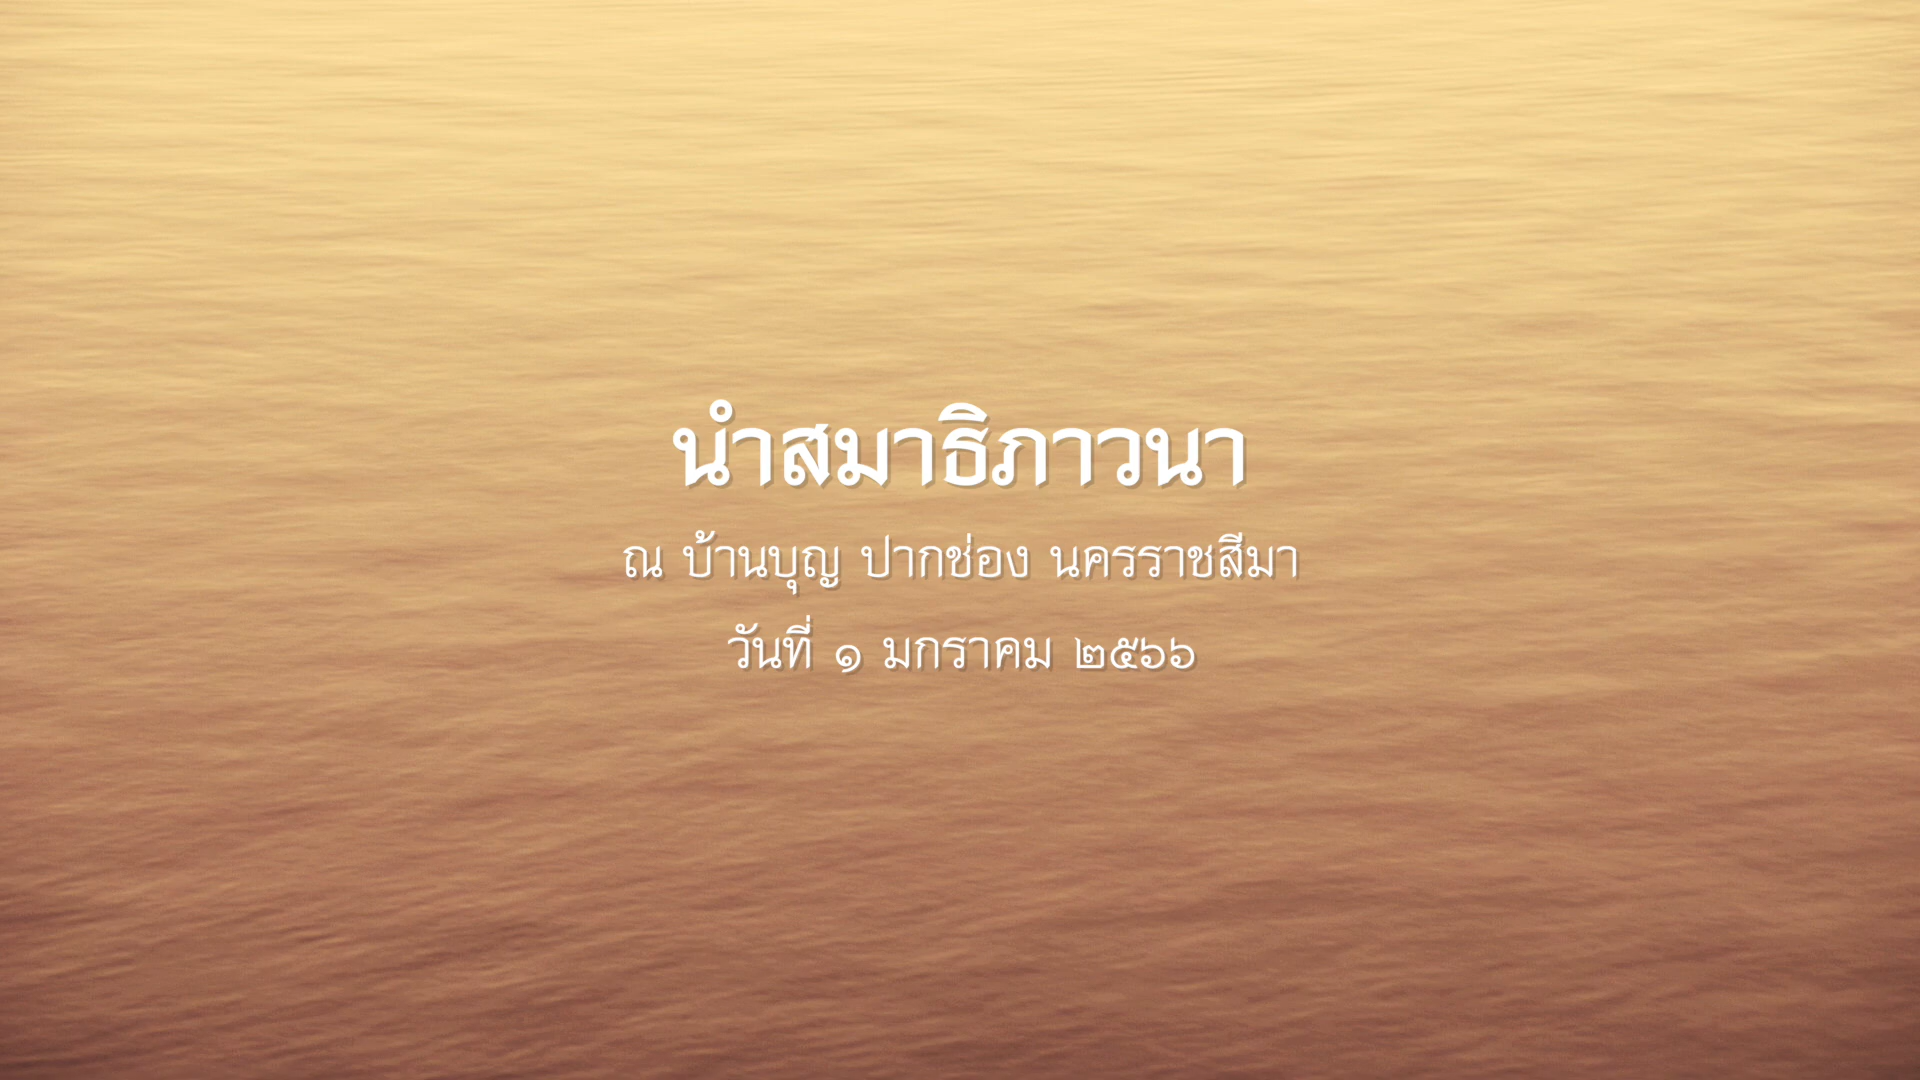 นำสมาธิภาวนา
ณ บ้านบุญ ปากช่อง นครราชสีมา
วันที่ ๑ มกราคม ๒๕๖๖